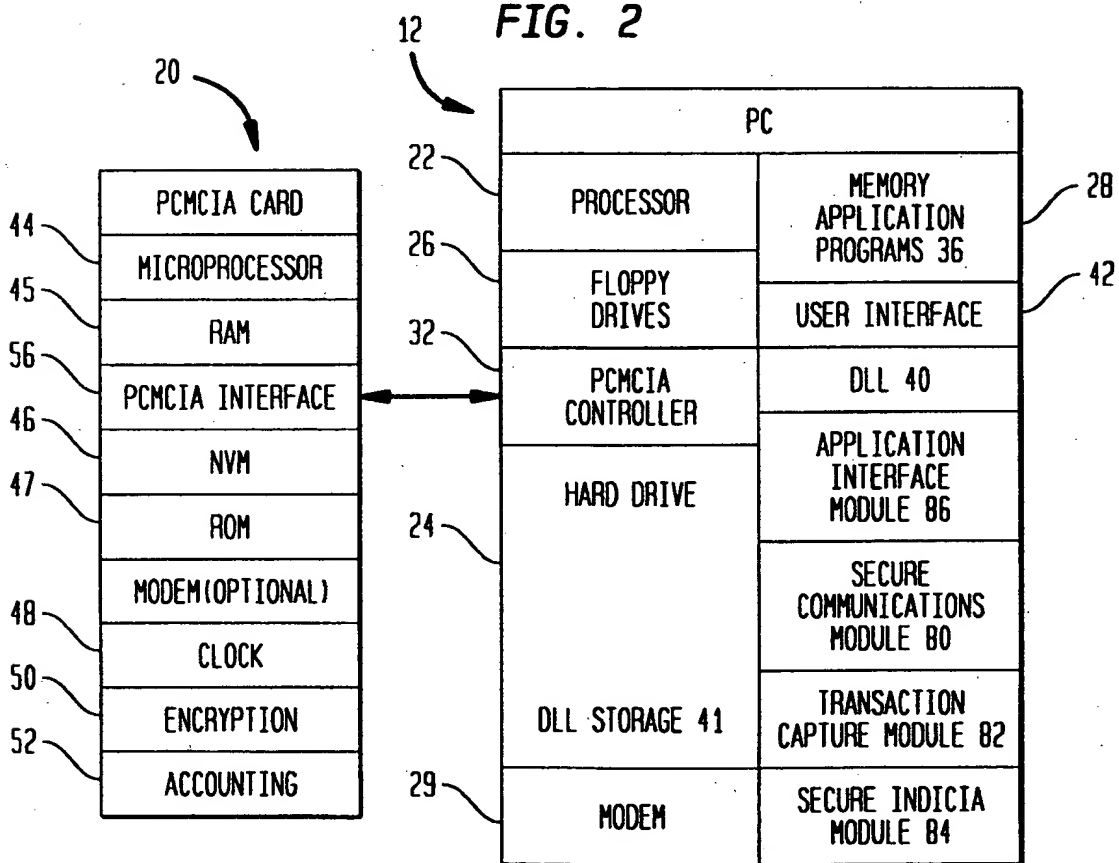 FIG. 2
20
PCMCIA CARD
44
MICROPROCESSOR
45
RAM
56
PCMCIA INTERFACE
46
NVM
47
ROM
MODEM(OPTIONAL)
48
CLOCK
50
ENCRYPTION
52
ACCOUNTING
12
PC
22
PROCESSOR
26
FLOPPY
DRIVES
32
PCMCIA
CONTROLLER
24
HARD DRIVE
DLL STORAGE 41
29
MODEM
MEMORY
APPLICATION
PROGRAMS 36
28
USER INTERFACE
42
DLL 40
APPLICATION
INTERFACE
MODULE 86
SECURE
COMMUNICATIONS
MODULE 80
TRANSACTION
CAPTURE MODULE 82
SECURE INDICIA
MODULE 84